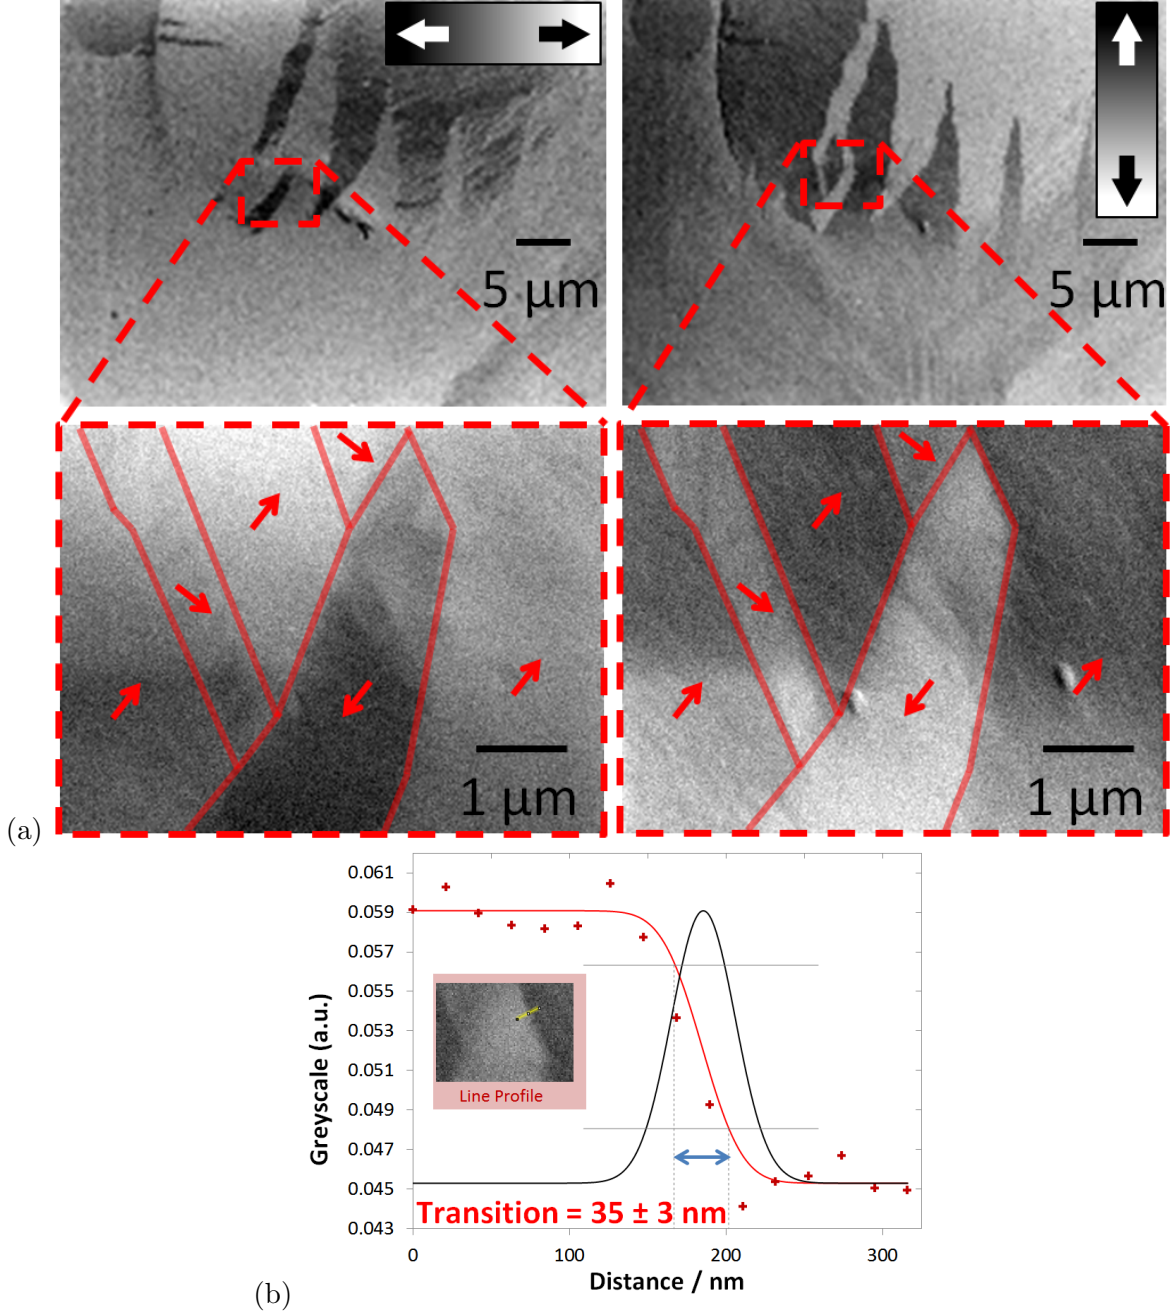 5 µm
5 µm
1 µm
1 µm
(a)
0.061
0.059
0.057
0.055
0.053
0.051
0.049
0.047
0.045
0.043
Greyscale (a.u.)
Line Profile
Transition = 35 ± 3 nm
0
100
200
300
Distance / nm
(b)